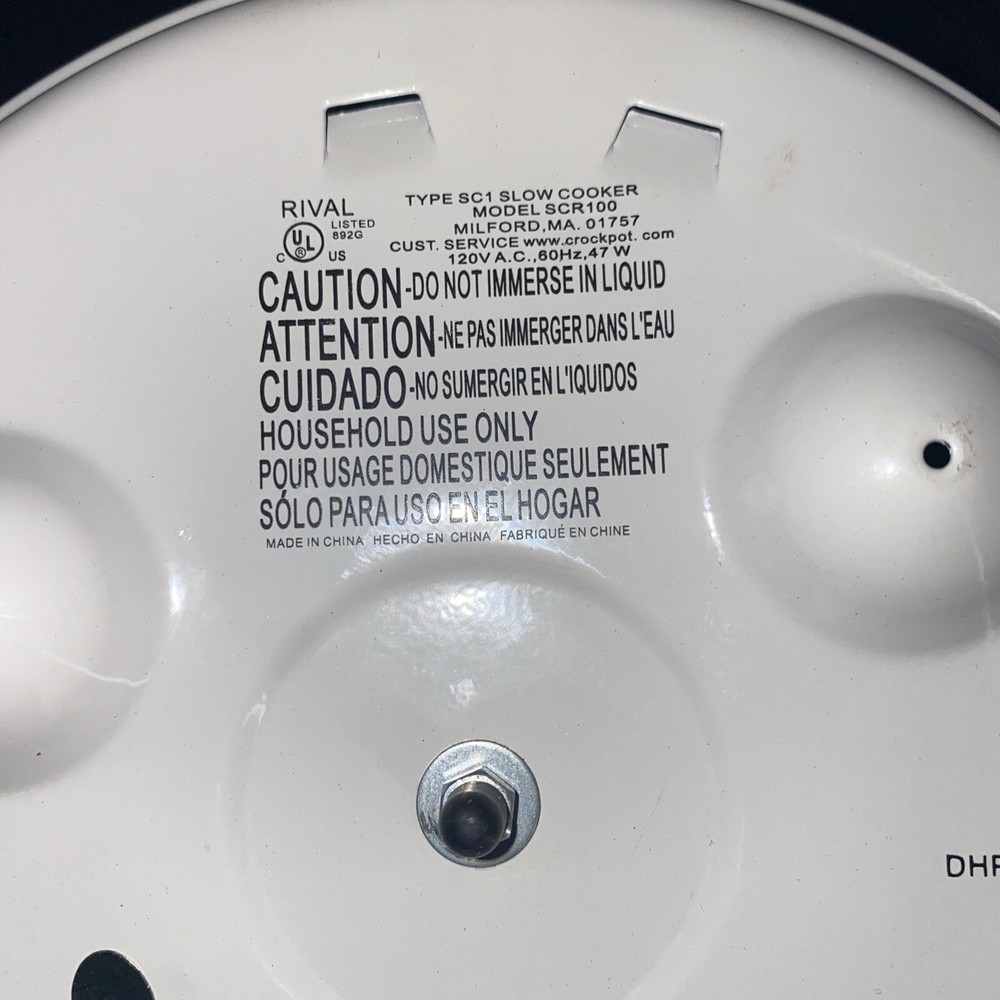 RIVAL
TYPE SC1 SLOW COOKER
MODEL SCR100
MILFORD,MA. 01757
CUST. SERVICE www.crockpot. com
120V A.C.,60Hz,47 W
C UL ® US
LISTED
892G
CAUTION-DO NOT IMMERSE IN LIQUID
ATTENTION-NE PAS IMMERGER DANS L'EAU
CUIDADO-NO SUMERGIR EN L'IQUIDOS
HOUSEHOLD USE ONLY
POUR USAGE DOMESTIQUE SEULEMENT
SÓLO PARA USO EN EL HOGAR
MADE IN CHINA HECHO EN CHINA FABRIQUÉ EN CHINE